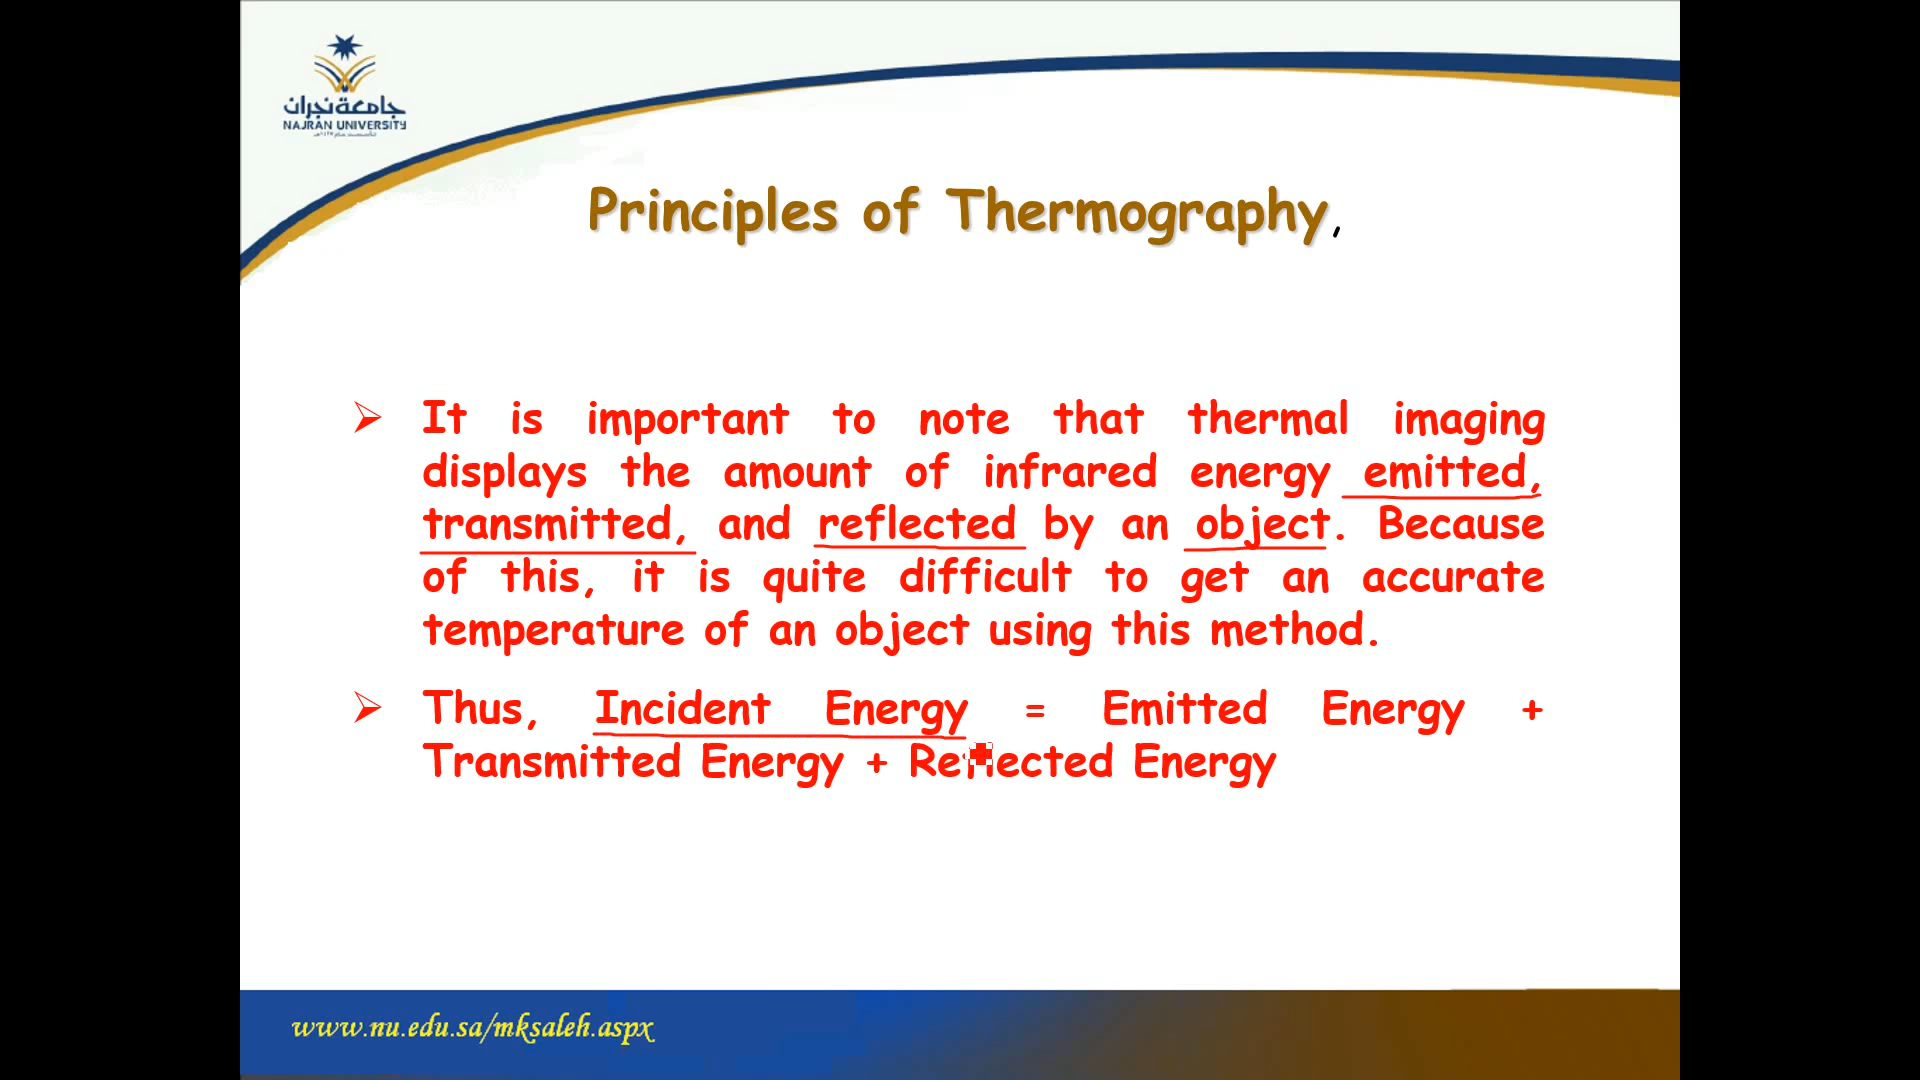 جامعة نجران
NAJRAN UNIVERSITY
Principles of Thermography,
It is important to note that thermal imaging
displays the amount of infrared energy emitted,
transmitted, and reflected by an object. Because
of this, it is quite difficult to get an accurate
temperature of an object using this method.
Thus, Incident Energy = Emitted Energy +
Transmitted Energy + Reflected Energy
www.nu.edu.sa/mksaleh.aspx